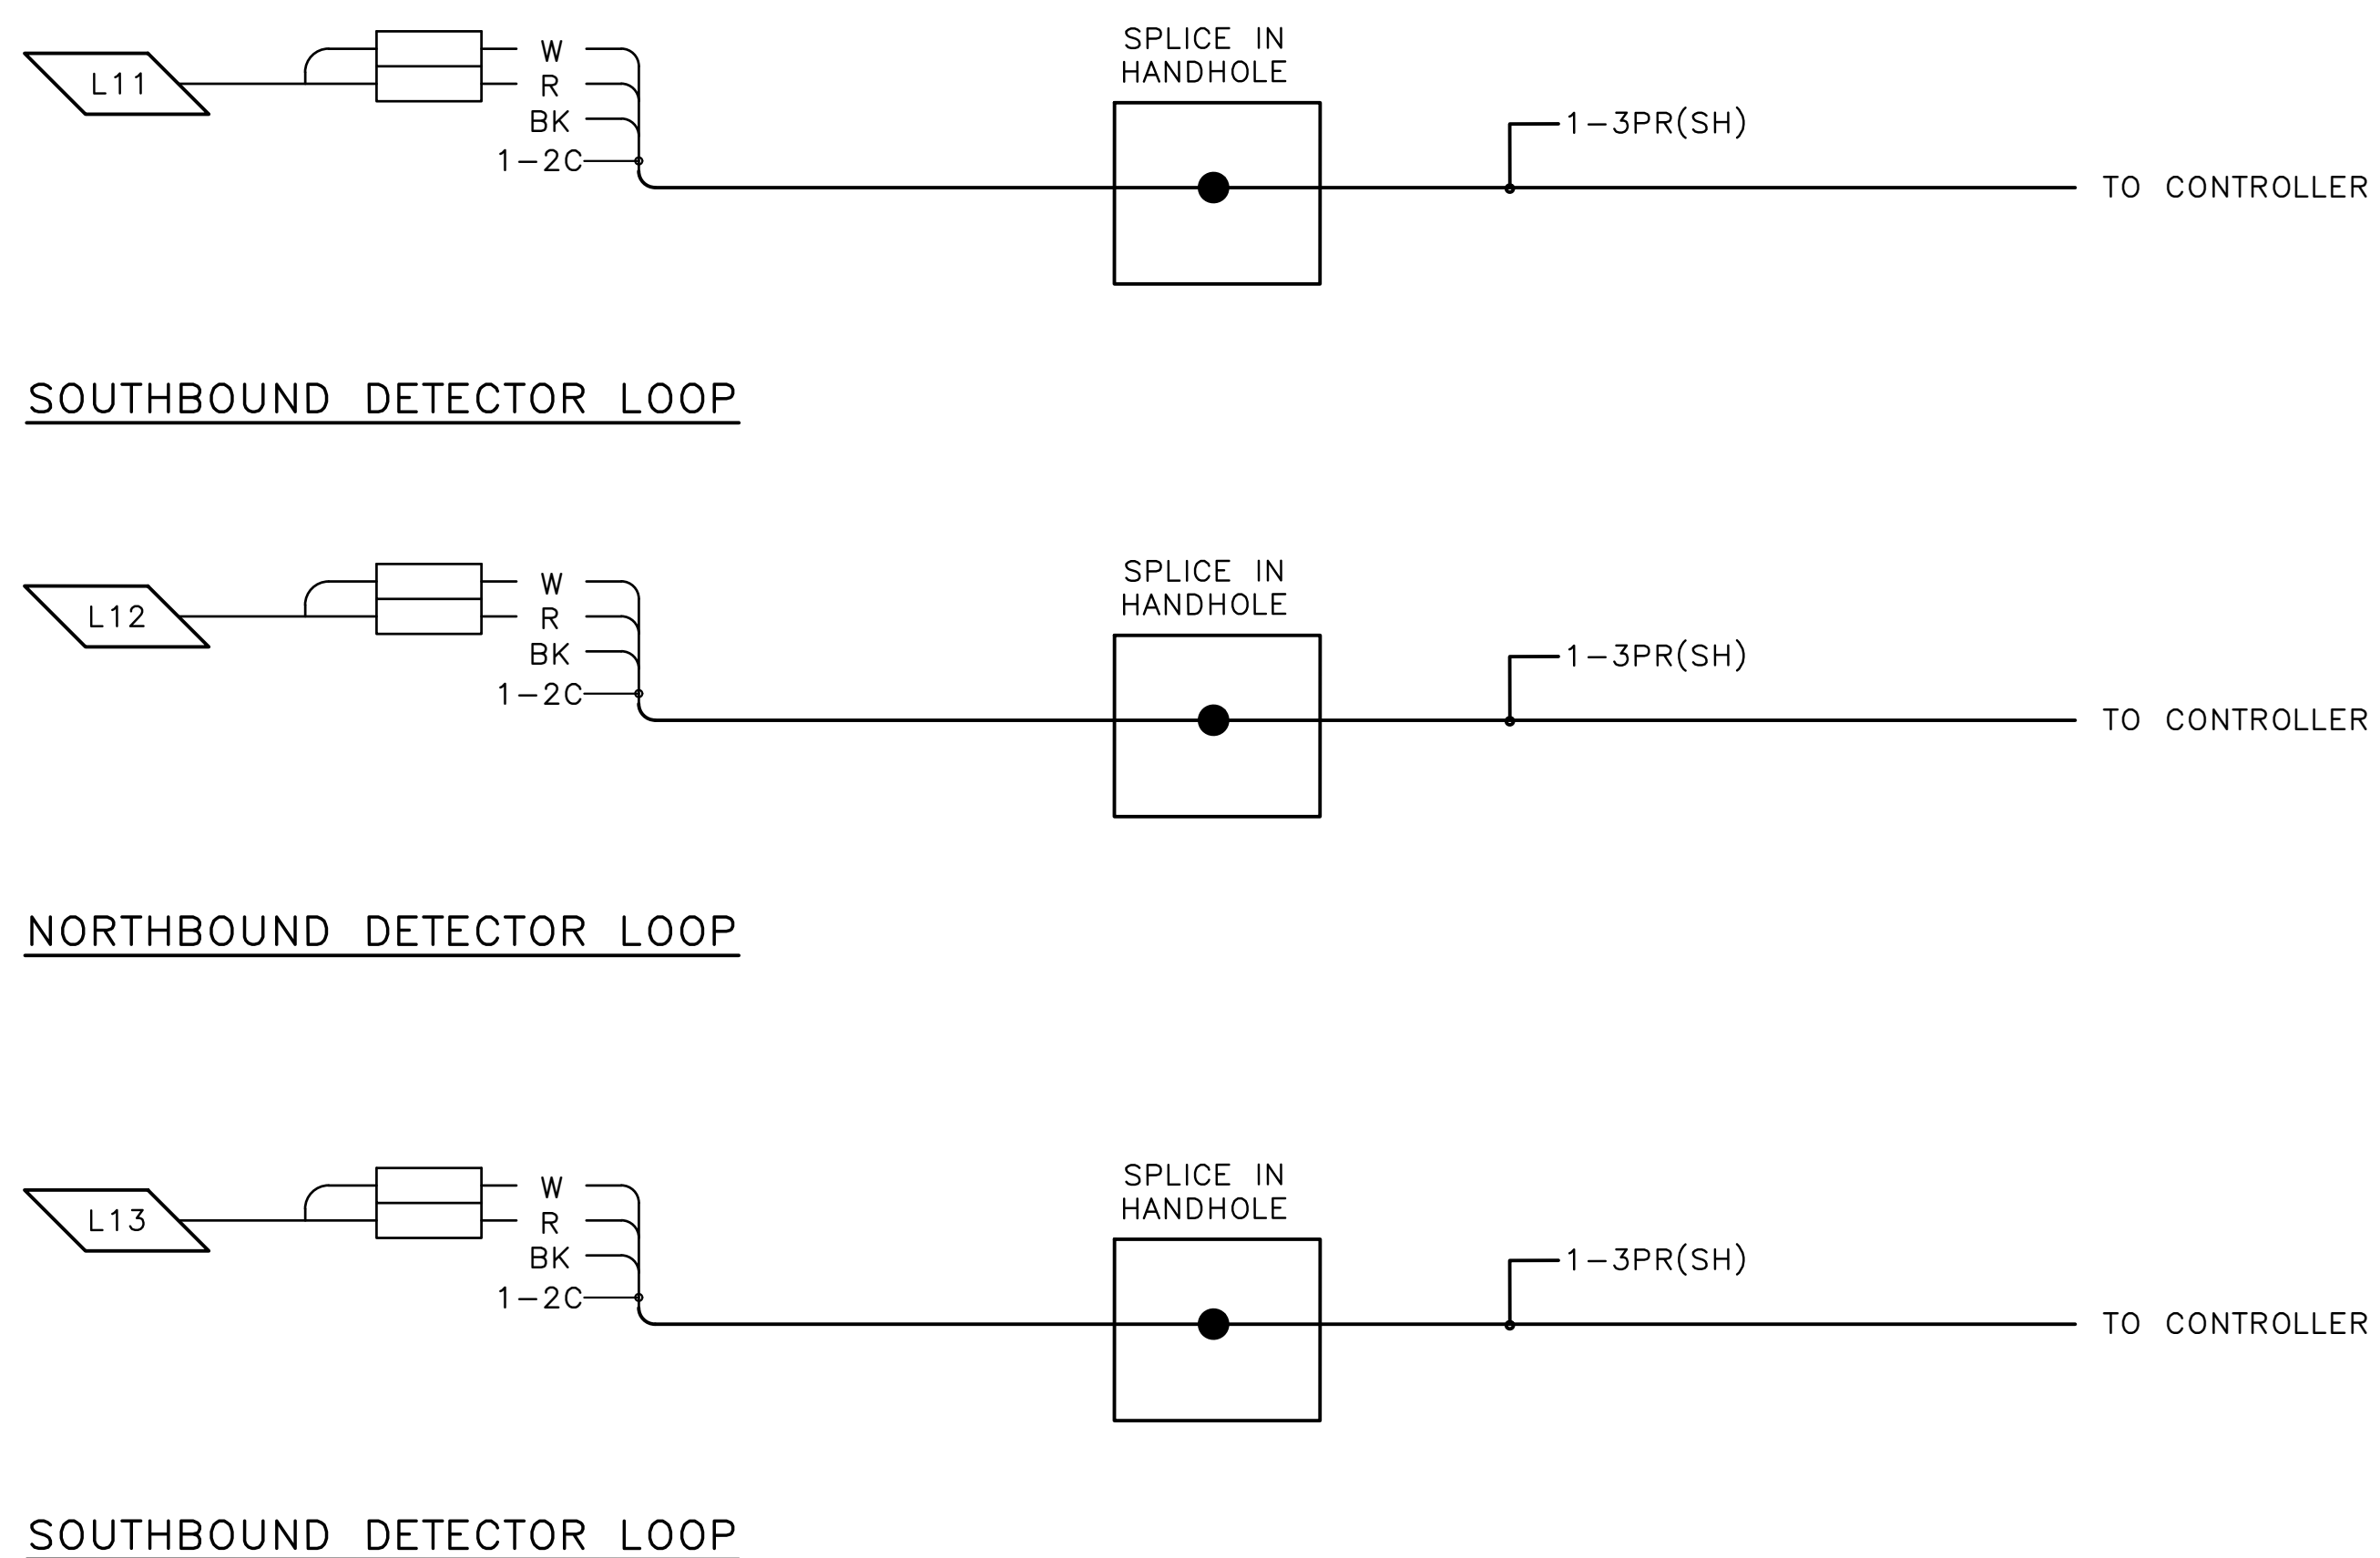 L11
W
R
BK
1-2C
SPLICE IN
HANDHOLE
1-3PR(SH)
TO CONTROLLER
SOUTHBOUND DETECTOR LOOP
L12
W
R
BK
1-2C
SPLICE IN
HANDHOLE
1-3PR(SH)
TO CONTROLLER
NORTHBOUND DETECTOR LOOP
L13
W
R
BK
1-2C
SPLICE IN
HANDHOLE
1-3PR(SH)
TO CONTROLLER
SOUTHBOUND DETECTOR LOOP